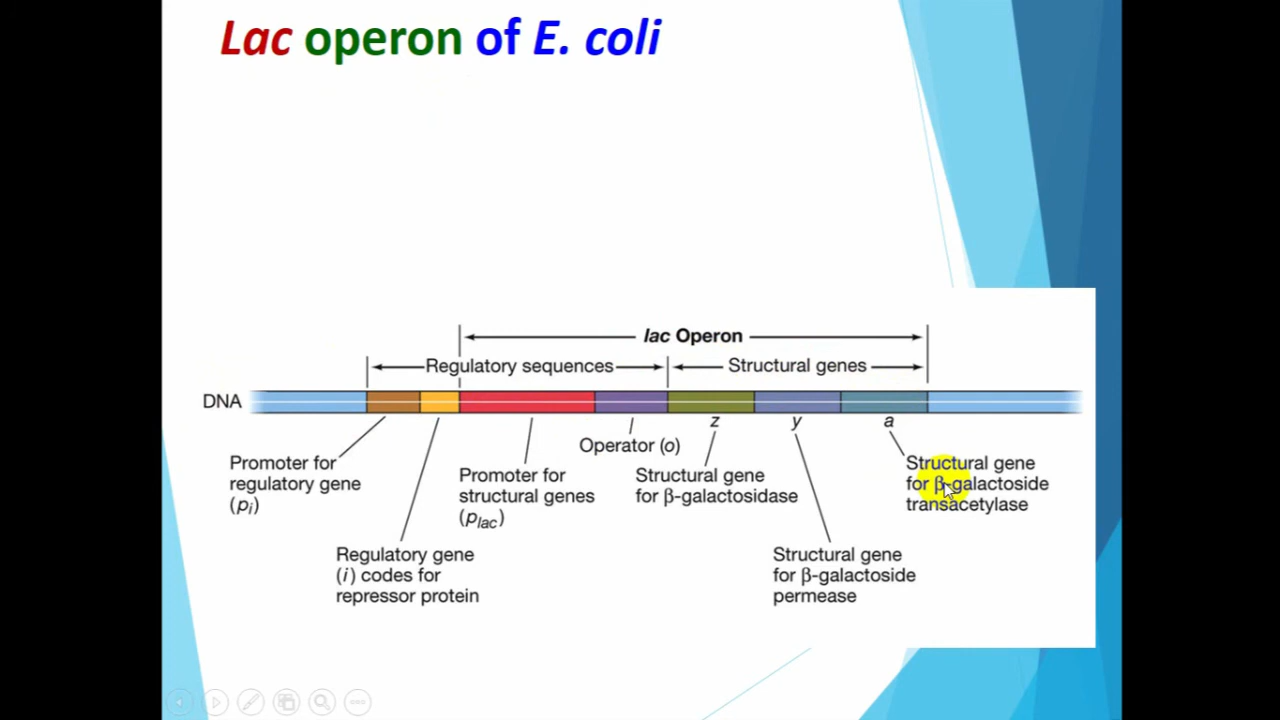 Lac operon of E. coli
lac Operon
Regulatory sequences
Structural genes
DNA
z
y
a
Operator (o)
Promoter for
regulatory gene
(pi)
Regulatory gene
(i) codes for
repressor protein
Promoter for
structural genes
(plac)
Structural gene
for β-galactosidase
Structural gene
for β-galactoside
permease
Structural gene
for β-galactoside
transacetylase